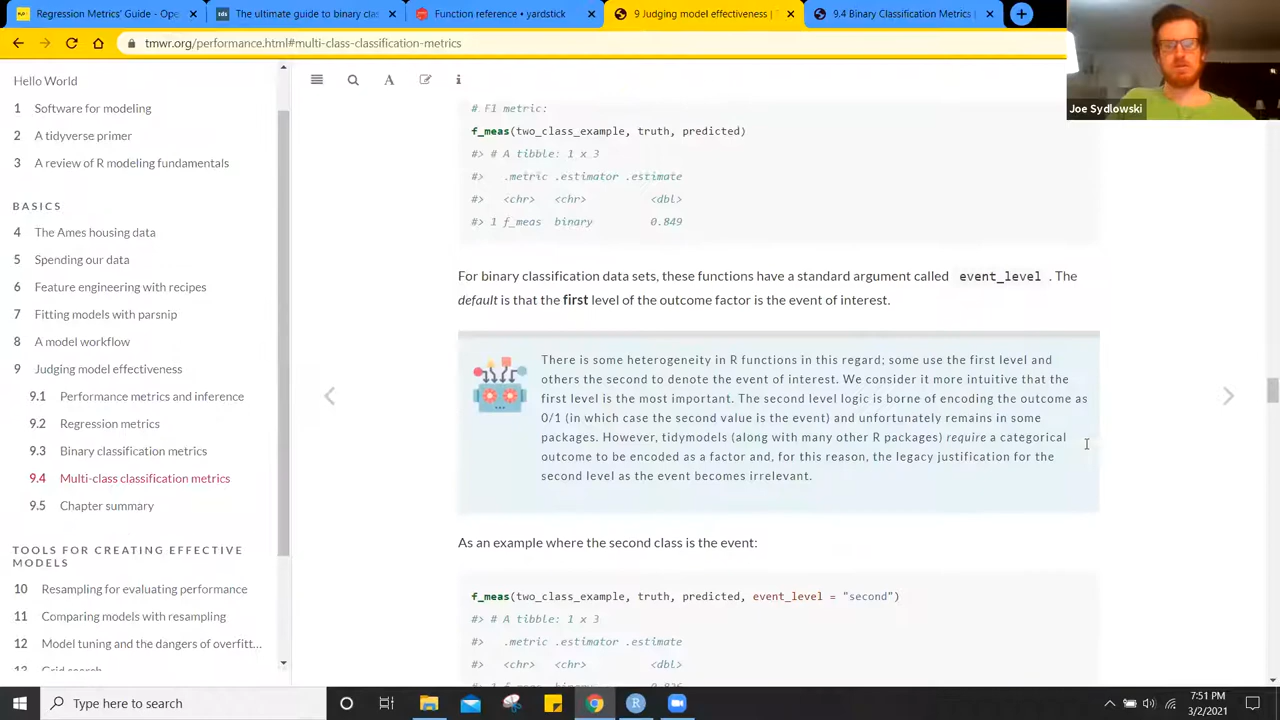 Regression Metrics' Guide - Ope
The ultimate guide to binary clas
Function reference • yardstick
9 Judging model effectiveness | T
9.4 Binary Classification Metrics |
tmwr.org/performance.html#multi-class-classification-metrics
Joe Sydlowski
Hello World
1 Software for modeling
2 A tidyverse primer
3 A review of R modeling fundamentals
BASICS
4 The Ames housing data
5 Spending our data
6 Feature engineering with recipes
7 Fitting models with parsnip
8 A model workflow
9 Judging model effectiveness
9.1 Performance metrics and inference
9.2 Regression metrics
9.3 Binary classification metrics
9.4 Multi-class classification metrics
9.5 Chapter summary
TOOLS FOR CREATING EFFECTIVE
MODELS
10 Resampling for evaluating performance
11 Comparing models with resampling
12 Model tuning and the dangers of overfitt...
13 Grid search
# F1 metric:
f_meas(two_class_example, truth, predicted)
#> # A tibble: 1 x 3
#> .metric .estimator .estimate
#> <chr> <chr> <dbl>
#> 1 f_meas binary 0.849
For binary classification data sets, these functions have a standard argument called event_level . The
default is that the first level of the outcome factor is the event of interest.
There is some heterogeneity in R functions in this regard; some use the first level and
others the second to denote the event of interest. We consider it more intuitive that the
first level is the most important. The second level logic is borne of encoding the outcome as
0/1 (in which case the second value is the event) and unfortunately remains in some
packages. However, tidymodels (along with many other R packages) require a categorical
outcome to be encoded as a factor and, for this reason, the legacy justification for the
second level as the event becomes irrelevant.
As an example where the second class is the event:
f_meas(two_class_example, truth, predicted, event_level = "second")
#> # A tibble: 1 x 3
#> .metric .estimator .estimate
#> <chr> <chr> <dbl>
#> 1 f_meas binary 0.826
Type here to search
7:51 PM
3/2/2021